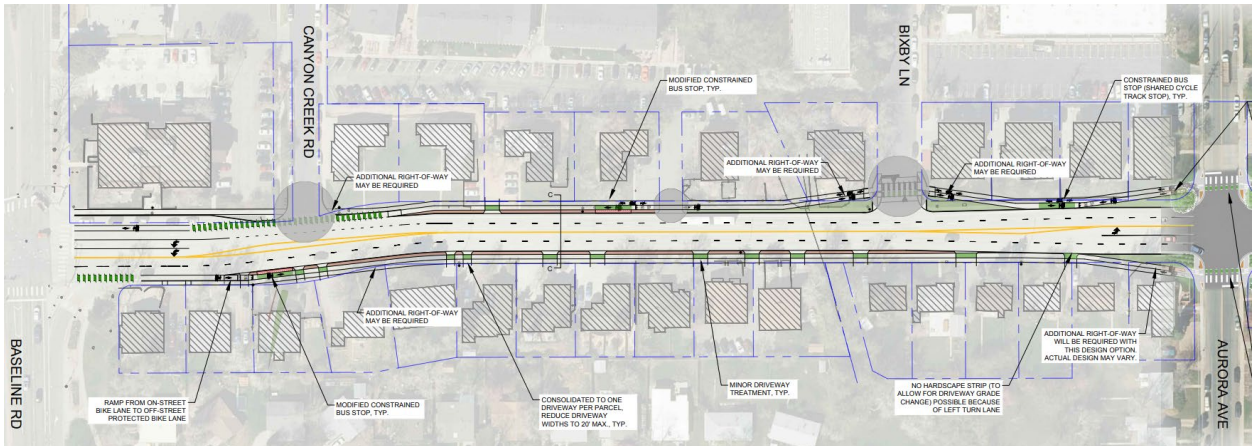 CANYON CREEK RD
BIXBY LN
MODIFIED CONSTRAINED
BUS STOP, TYP.
CONSTRAINED BUS
STOP (SHARED CYCLE
TRACK STOP), TYP.
ADDITIONAL RIGHT-OF-WAY
MAY BE REQUIRED
ADDITIONAL RIGHT-OF-WAY
MAY BE REQUIRED
ADDITIONAL RIGHT-OF-WAY
MAY BE REQUIRED
C
C
ADDITIONAL RIGHT-OF-WAY
MAY BE REQUIRED
BASELINE RD
RAMP FROM ON-STREET
BIKE LANE TO OFF-STREET
PROTECTED BIKE LANE
MODIFIED CONSTRAINED
BUS STOP, TYP.
CONSOLIDATED TO ONE
DRIVEWAY PER PARCEL,
REDUCE DRIVEWAY
WIDTHS TO 20' MAX., TYP.
MINOR DRIVEWAY
TREATMENT, TYP.
NO HARDSCAPE STRIP (TO
ALLOW FOR DRIVEWAY GRADE
CHANGE) POSSIBLE BECAUSE
OF LEFT TURN LANE
ADDITIONAL RIGHT-OF-WAY
WILL BE REQUIRED WITH
THIS DESIGN OPTION.
ACTUAL DESIGN MAY VARY.
AURORA AVE